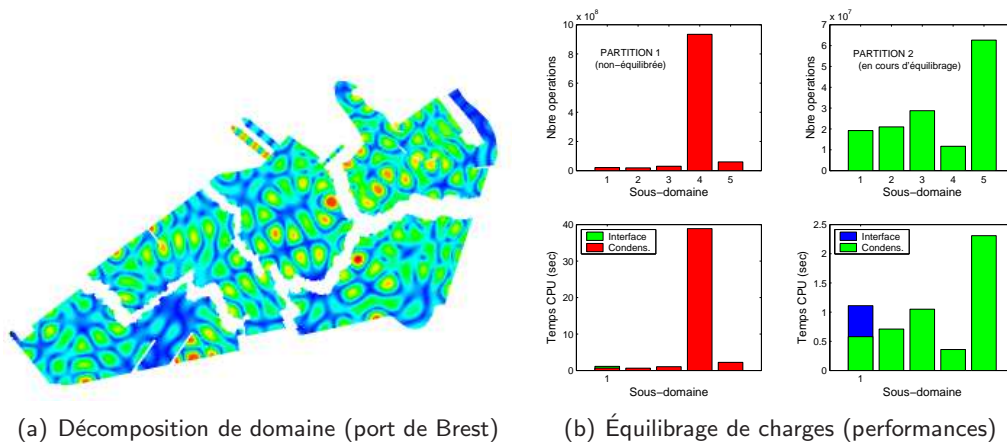 x 10^8
10
8
6
4
2
0
Nbre operations
PARTITION 1
(non-équilibrée)
1 2 3 4 5
Sous-domaine
x 10^7
7
6
5
4
3
2
1
0
Nbre operations
PARTITION 2
(en cours d'équilbrage)
1 2 3 4 5
Sous-domaine
40
30
20
10
0
Temps CPU (sec)
Interface
Condens.
1
Sous-domaine
2.5
2
1.5
1
0.5
0
Temps CPU (sec)
Interface
Condens.
1
Sous-domaine
(a) Décomposition de domaine (port de Brest)
(b) Équilibrage de charges (performances)